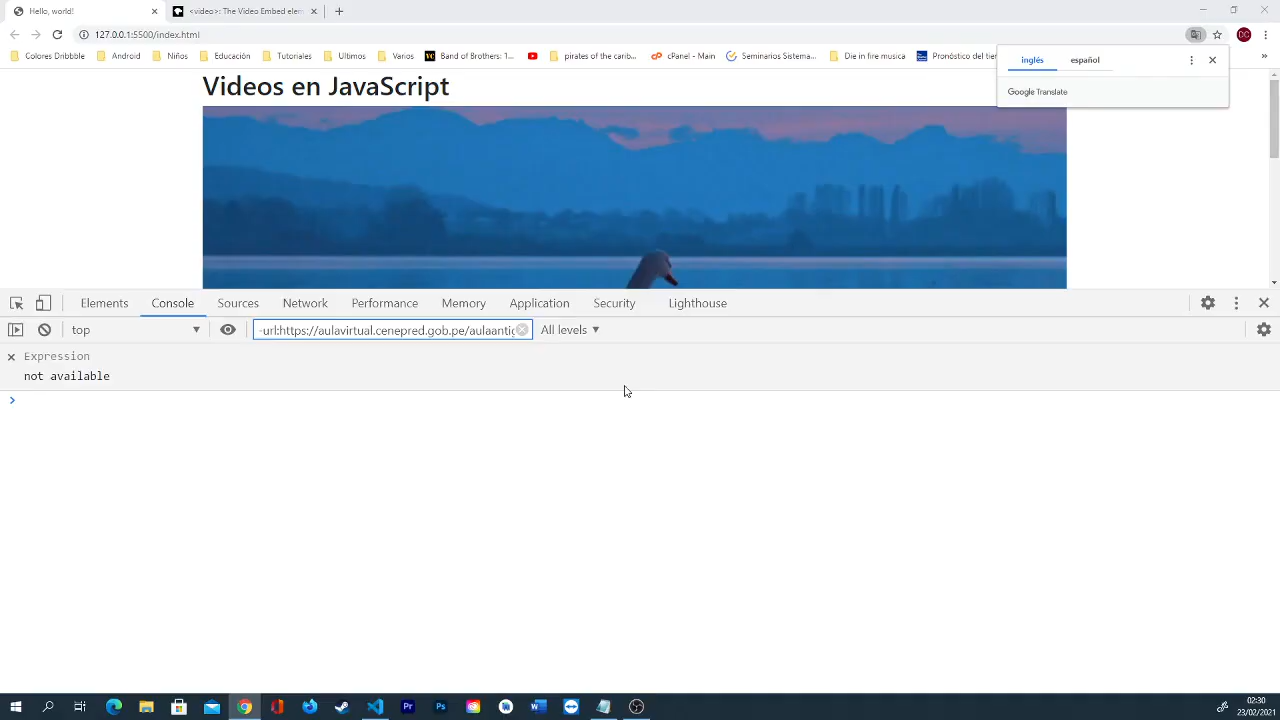 Hello, world!
<video>: The Video Embed elem
127.0.0.1:5500/index.html
Colores Dribbble
Android
Niños
Educación
Tutoriales
Ultimos
Varios
Band of Brothers: 1...
pirates of the carib...
cPanel - Main
Seminarios Sistema...
Die in fire musica
Pronóstico del tier
»
inglés
español
Google Translate
Videos en JavaScript
Elements
Console
Sources
Network
Performance
Memory
Application
Security
Lighthouse
top
-url:https://aulavirtual.cenepred.gob.pe/aulaantig
All levels
Expression
not available
02:30
23/02/2021